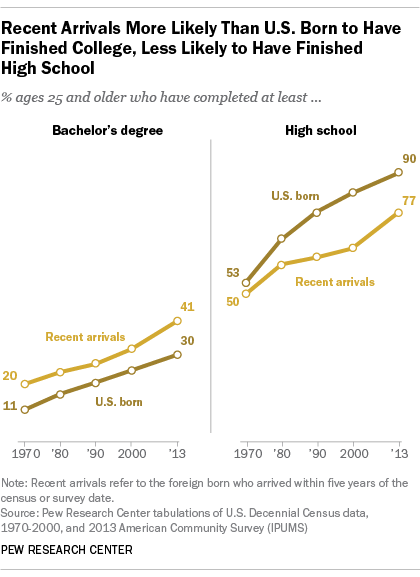 Recent Arrivals More Likely Than U.S. Born to Have
Finished College, Less Likely to Have Finished
High School
% ages 25 and older who have completed at least ...
Bachelor's degree
41
Recent arrivals
30
20
11
U.S. born
1970 '80 '90 2000 '13
High school
90
U.S. born
77
53
50
Recent arrivals
1970 '80 '90 2000 '13
Note: Recent arrivals refer to the foreign born who arrived within five years of the
census or survey date.
Source: Pew Research Center tabulations of U.S. Decennial Census data,
1970-2000, and 2013 American Community Survey (IPUMS)
PEW RESEARCH CENTER